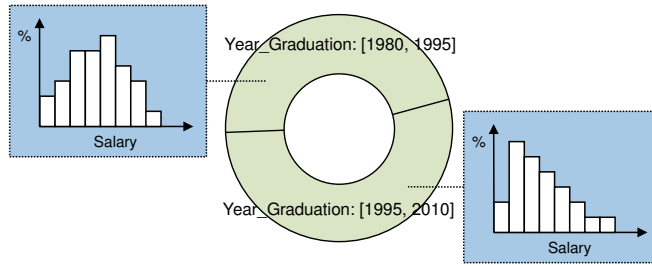 %
Salary
Year_Graduation: [1980, 1995]
Year_Graduation: [1995, 2010]
%
Salary